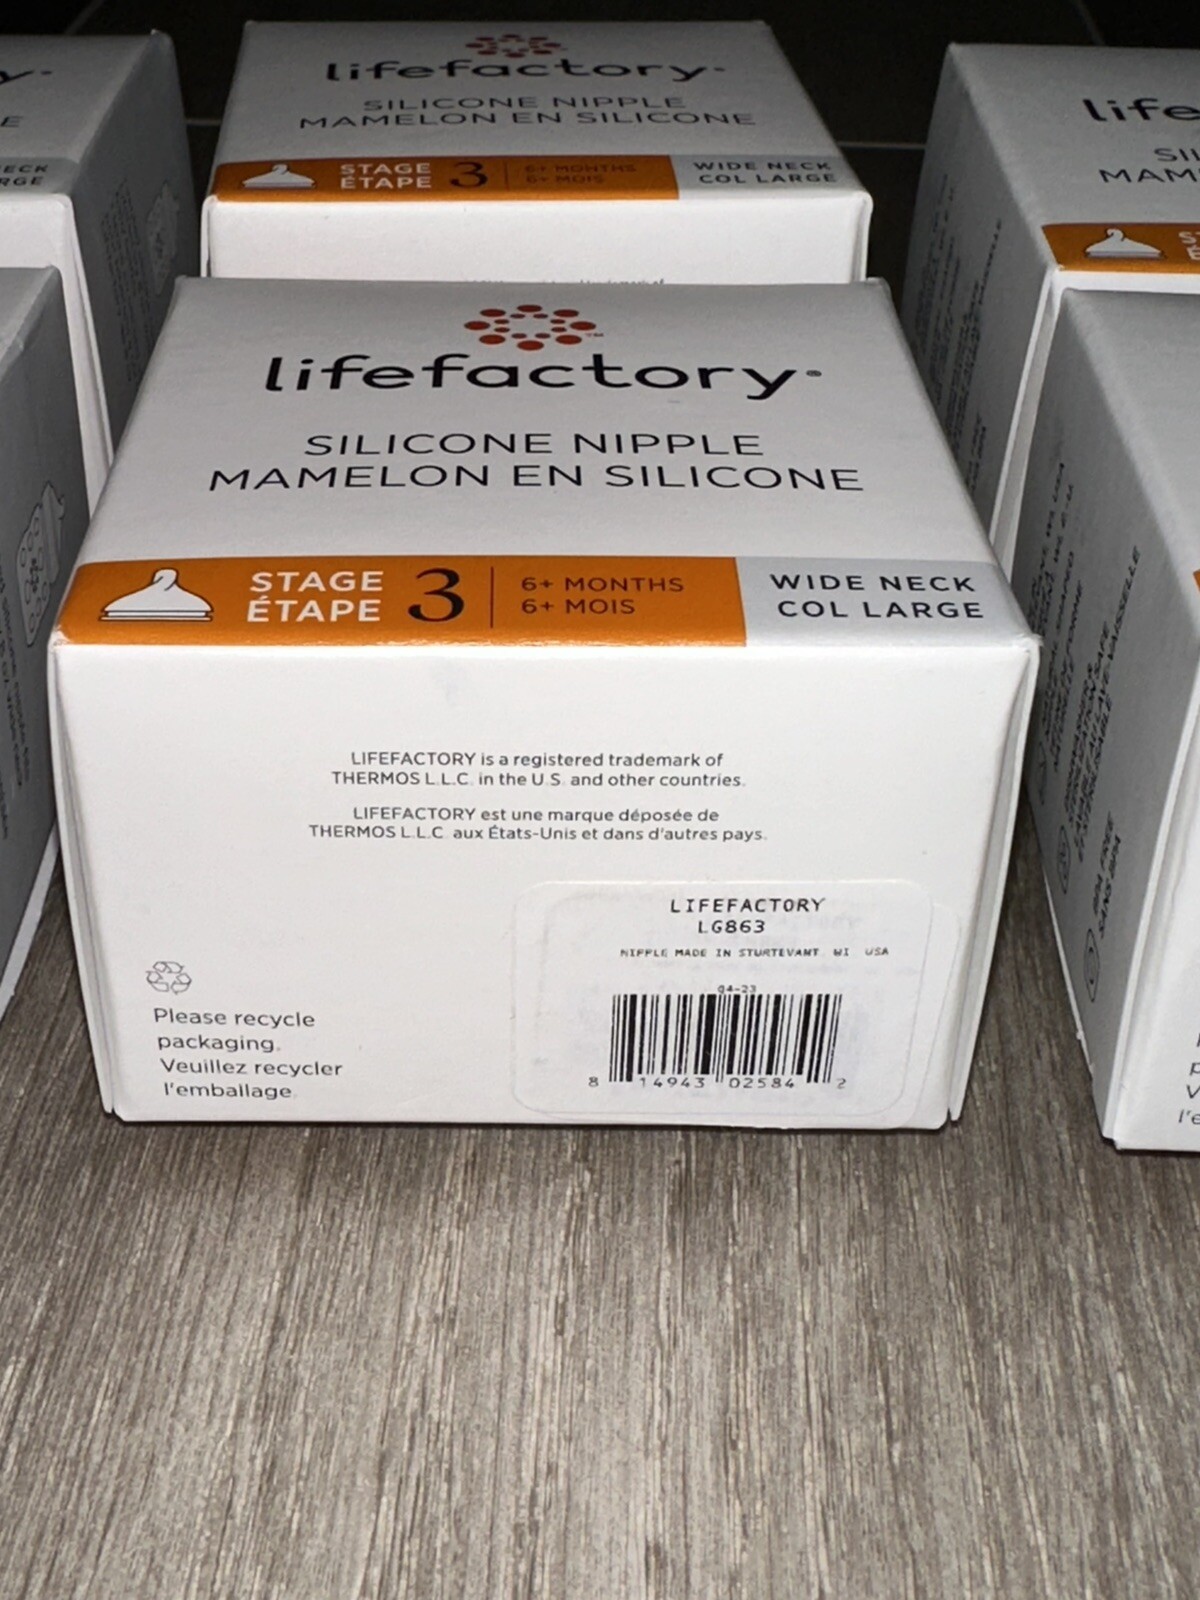 lifefactory
SILICONE NIPPLE
MAMELON EN SILICONE
STAGE 3 6+ MONTHS WIDE NECK
ÉTAPE 6+ MOIS COL LARGE
lifefactory®
SILICONE NIPPLE
MAMELON EN SILICONE
STAGE 3 6+ MONTHS WIDE NECK
ÉTAPE 6+ MOIS COL LARGE
LIFEFACTORY is a registered trademark of
THERMOS L.L.C. in the U.S. and other countries.
LIFEFACTORY est une marque déposée de
THERMOS L.L.C. aux États-Unis et dans d'autres pays.
LIFEFACTORY
LG863
NIPPLE MADE IN STURTEVANT WI USA
04-23
8 14943 02584 2
Please recycle
packaging.
Veuillez recycler
l'emballage.
BPA FREE
SANS BPA